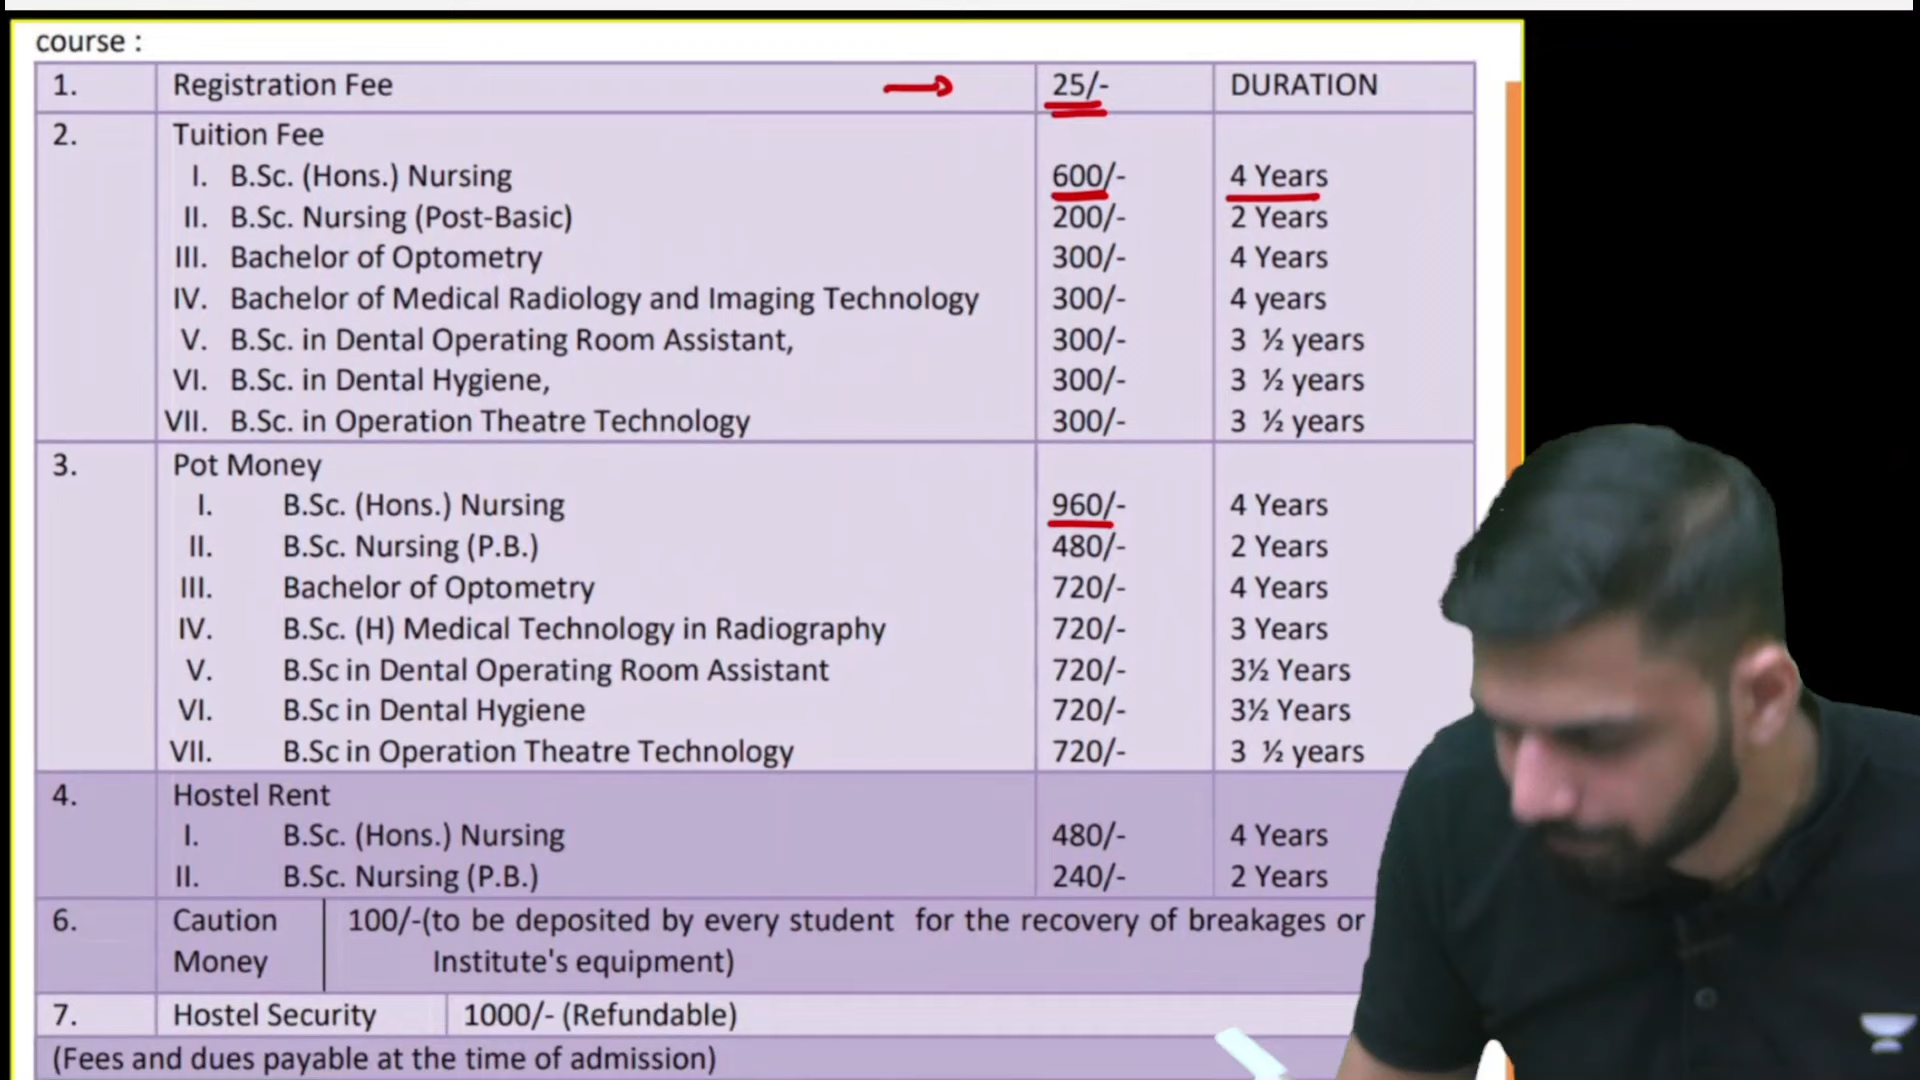 course :
1. Registration Fee 25/- DURATION
2. Tuition Fee
I. B.Sc. (Hons.) Nursing 600/- 4 Years
II. B.Sc. Nursing (Post-Basic) 200/- 2 Years
III. Bachelor of Optometry 300/- 4 Years
IV. Bachelor of Medical Radiology and Imaging Technology 300/- 4 years
V. B.Sc. in Dental Operating Room Assistant, 300/- 3 ½ years
VI. B.Sc. in Dental Hygiene, 300/- 3 ½ years
VII. B.Sc. in Operation Theatre Technology 300/- 3 ½ years
3. Pot Money
I. B.Sc. (Hons.) Nursing 960/- 4 Years
II. B.Sc. Nursing (P.B.) 480/- 2 Years
III. Bachelor of Optometry 720/- 4 Years
IV. B.Sc. (H) Medical Technology in Radiography 720/- 3 Years
V. B.Sc in Dental Operating Room Assistant 720/- 3½ Years
VI. B.Sc in Dental Hygiene 720/- 3½ Years
VII. B.Sc in Operation Theatre Technology 720/- 3 ½ years
4. Hostel Rent
I. B.Sc. (Hons.) Nursing 480/- 4 Years
II. B.Sc. Nursing (P.B.) 240/- 2 Years
6. Caution 100/-(to be deposited by every student for the recovery of breakages or
Money Institute's equipment)
7. Hostel Security 1000/- (Refundable)
(Fees and dues payable at the time of admission)